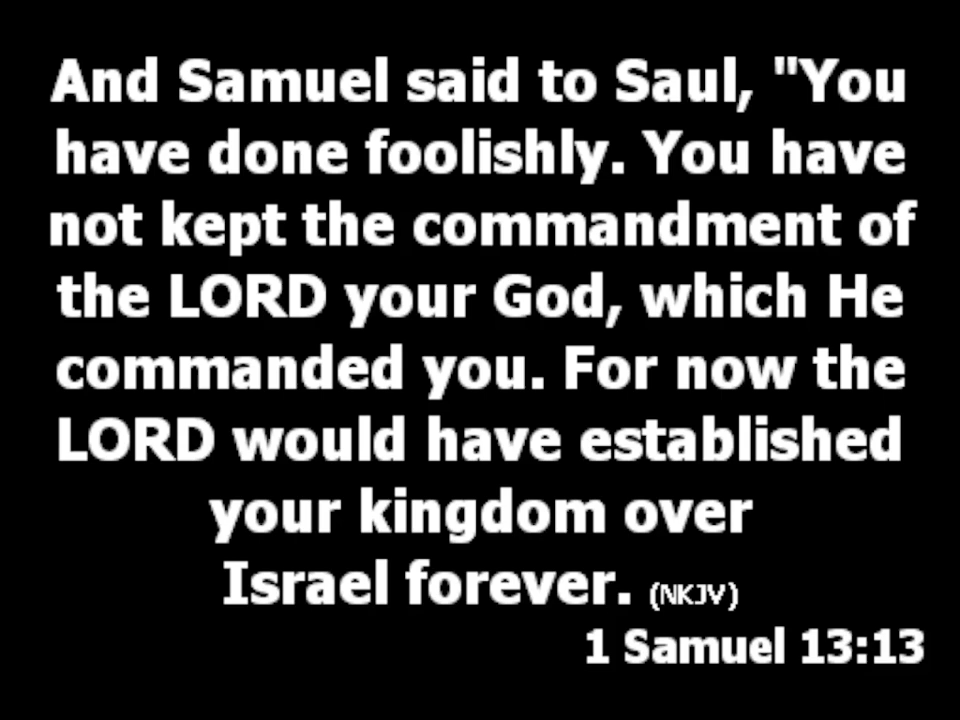 And Samuel said to Saul, "You
have done foolishly. You have
not kept the commandment of
the LORD your God, which He
commanded you. For now the
LORD would have established
your kingdom over
Israel forever. (NKJV)
1 Samuel 13:13